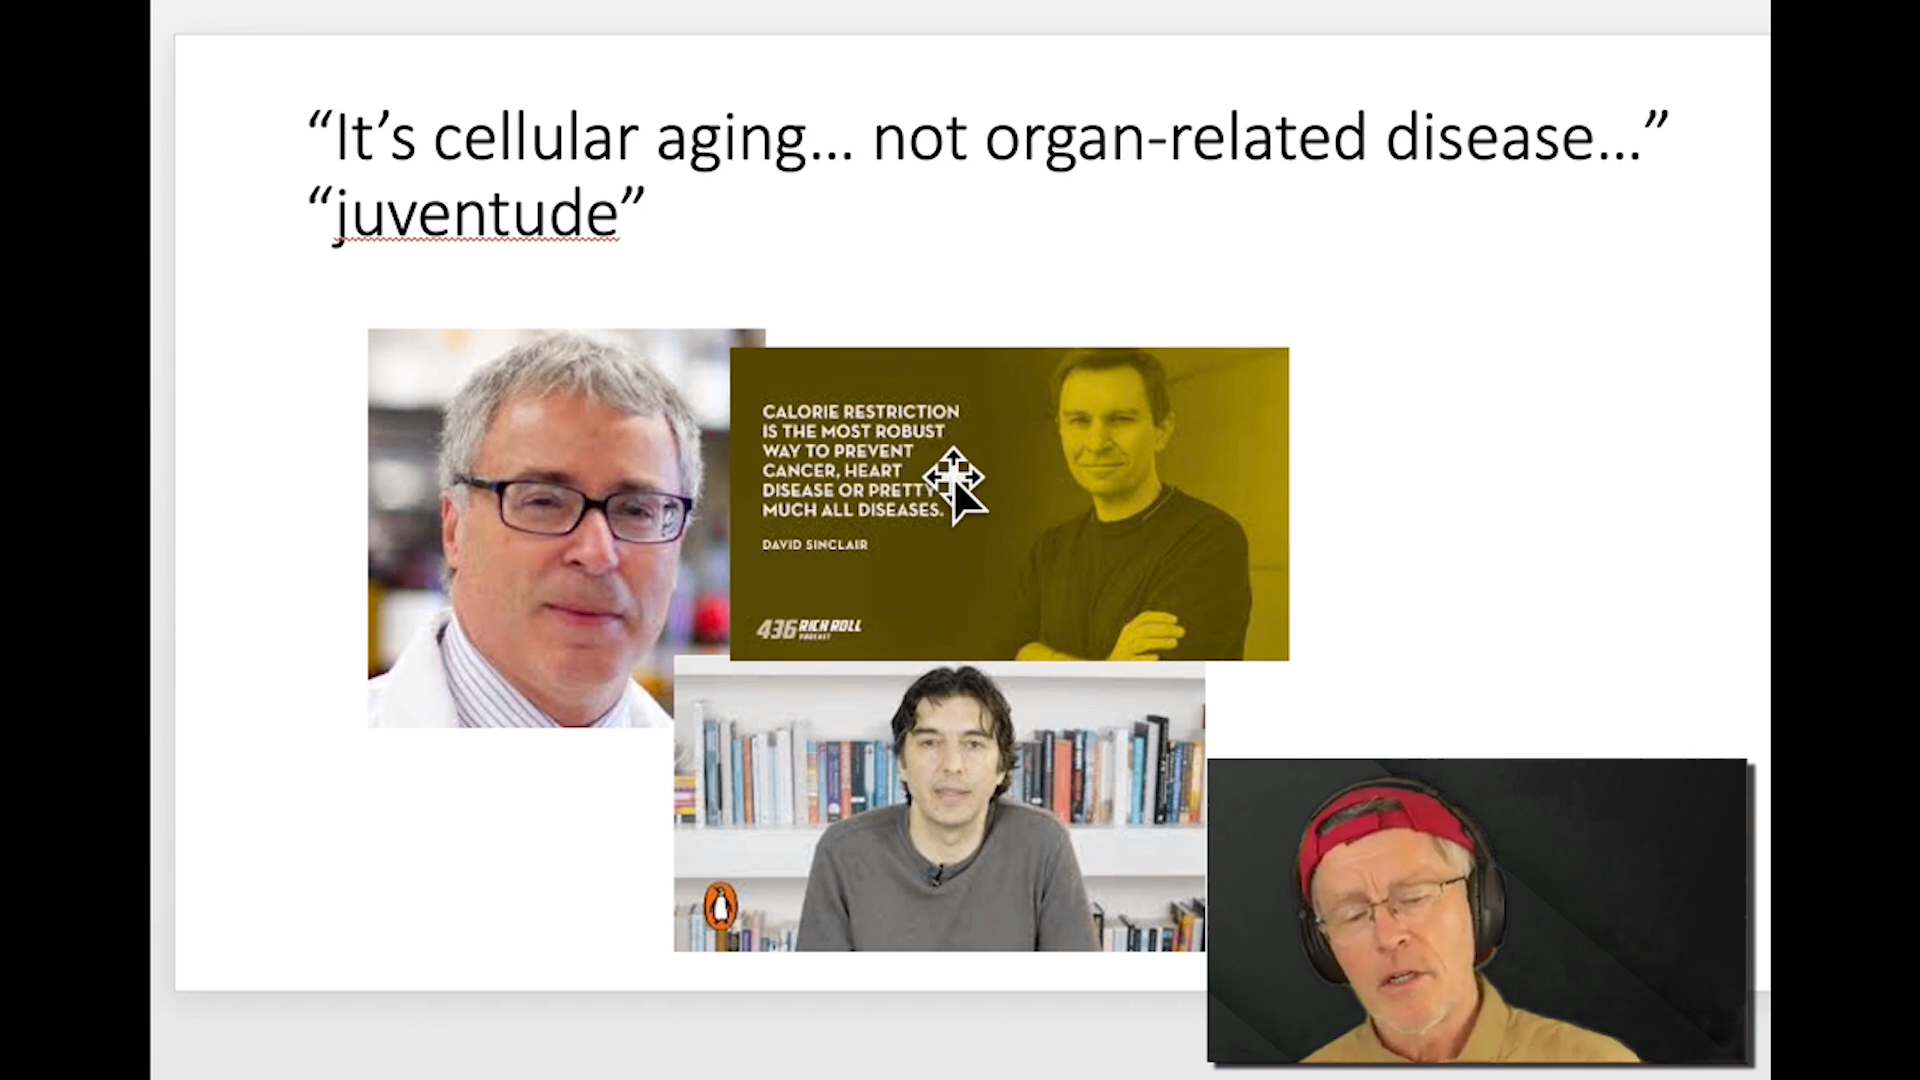 “It’s cellular aging… not organ-related disease…”
“juventude”
CALORIE RESTRICTION
IS THE MOST ROBUST
WAY TO PREVENT
CANCER, HEART
DISEASE OR PRETTY
MUCH ALL DISEASES.
DAVID SINCLAIR
436 RICH ROLL
PODCAST